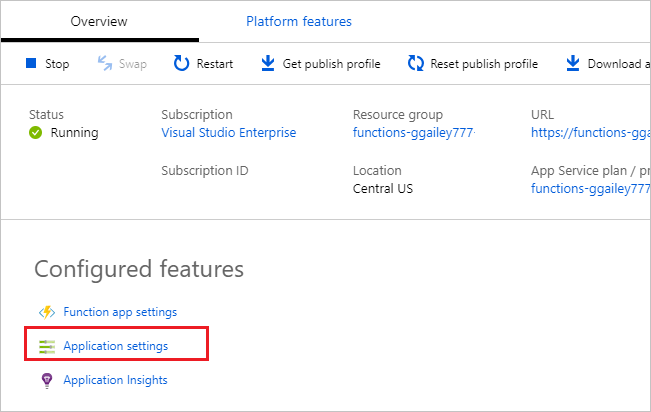 Overview Platform features
Stop Swap Restart Get publish profile Reset publish profile Download
Status Subscription Resource group URL
Running Visual Studio Enterprise functions-ggailey777 https://functions-gga
Subscription ID Location App Service plan / pr
Central US functions-ggailey777
Configured features
Function app settings
Application settings
Application Insights